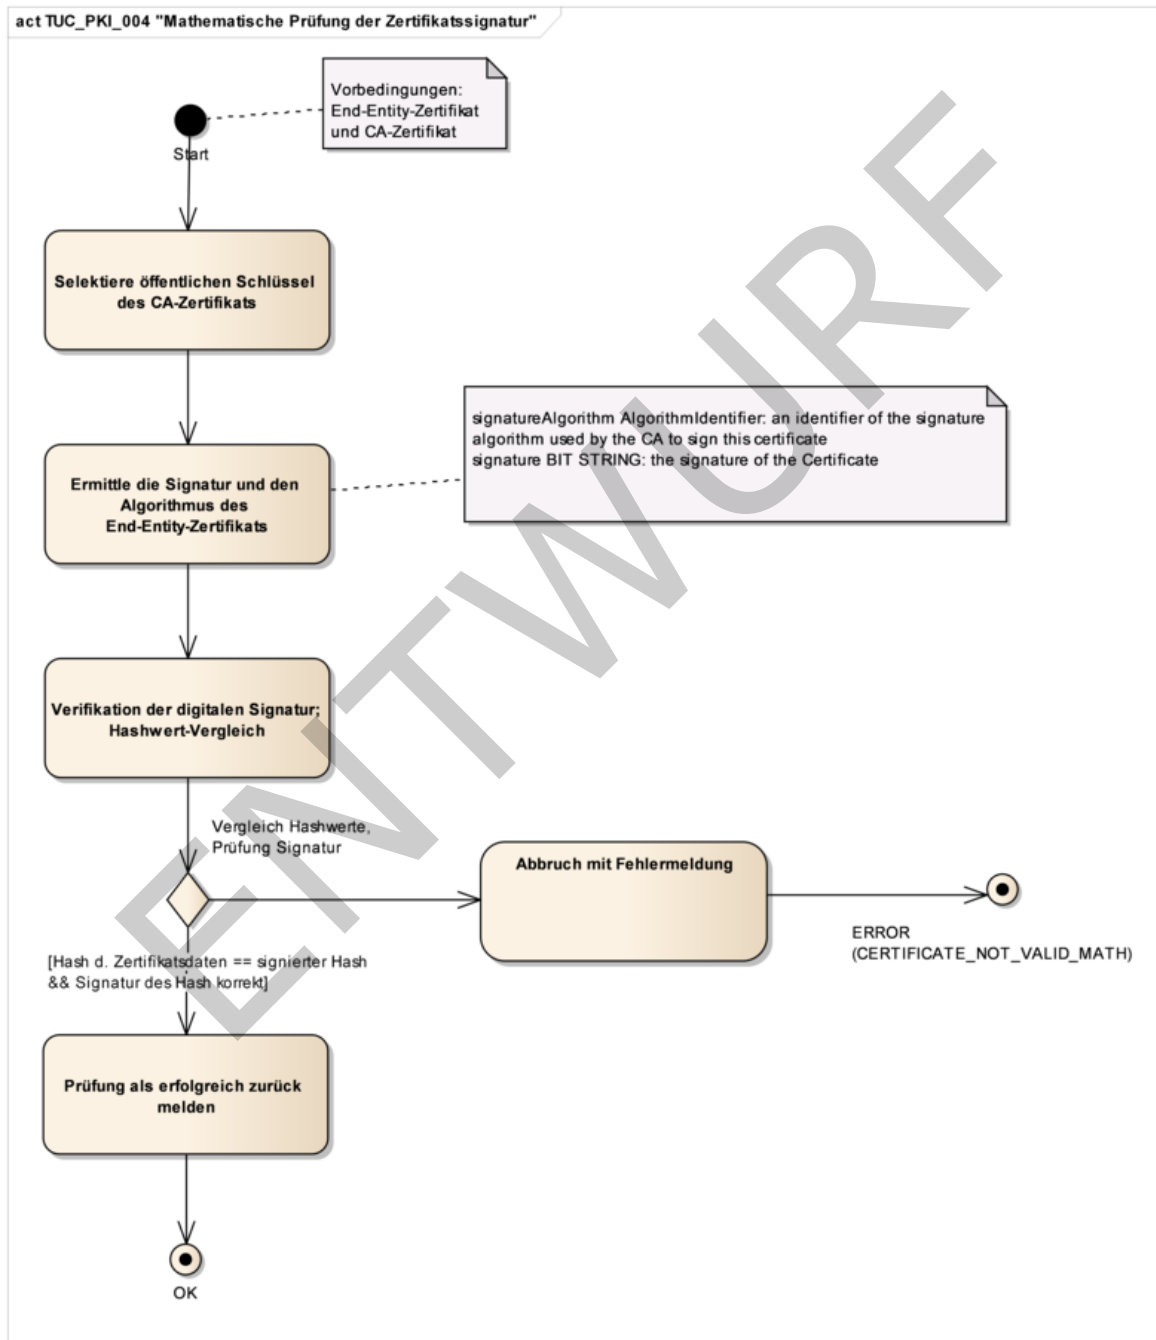 act TUC_PKI_004 "Mathematische Prüfung der Zertifikatssignatur"
Vorbedingungen:
End-Entity-Zertifikat
und CA-Zertifikat
Start
Selektiere öffentlichen Schlüssel
des CA-Zertifikats
signatureAlgorithm AlgorithmIdentifier: an identifier of the signature
algorithm used by the CA to sign this certificate
signature BIT STRING: the signature of the Certificate
Ermittle die Signatur und den
Algorithmus des
End-Entity-Zertifikats
Verifikation der digitalen Signatur;
Hashwert-Vergleich
Vergleich Hashwerte,
Prüfung Signatur
Abbruch mit Fehlermeldung
ERROR
(CERTIFICATE_NOT_VALID_MATH)
[Hash d. Zertifikatsdaten == signierter Hash
&& Signatur des Hash korrekt]
Prüfung als erfolgreich zurück
melden
OK
ENTWURF